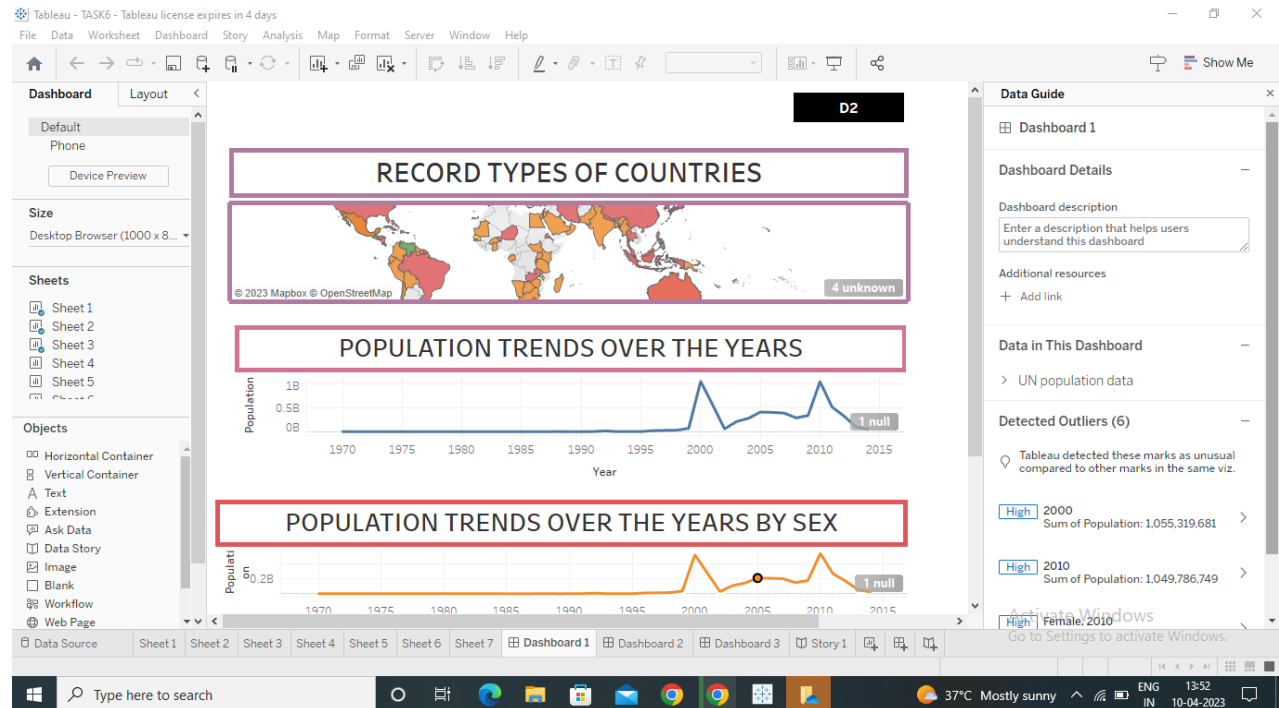 Tableau - TASK6 - Tableau license expires in 4 days
File Data Worksheet Dashboard Story Analysis Map Format Server Window Help
Show Me
Dashboard Layout
Default
Phone
Device Preview
Size
Desktop Browser (1000 x 8...
Sheets
Sheet 1
Sheet 2
Sheet 3
Sheet 4
Sheet 5
Objects
Horizontal Container
Vertical Container
Text
Extension
Ask Data
Data Story
Image
Blank
Workflow
Web Page
D2
RECORD TYPES OF COUNTRIES
© 2023 Mapbox © OpenStreetMap
4 unknown
POPULATION TRENDS OVER THE YEARS
Population
1B
0.5B
0B
1 null
1970 1975 1980 1985 1990 1995 2000 2005 2010 2015
Year
POPULATION TRENDS OVER THE YEARS BY SEX
Populati
on
0.2B
1 null
1970 1975 1980 1985 1990 1995 2000 2005 2010 2015
Data Guide
Dashboard 1
Dashboard Details
Dashboard description
Enter a description that helps users
understand this dashboard
Additional resources
Add link
Data in This Dashboard
UN population data
Detected Outliers (6)
Tableau detected these marks as unusual
compared to other marks in the same viz.
High 2000
Sum of Population: 1,055,319,681
High 2010
Sum of Population: 1,049,786,749
High Female, 2010
Activate Windows
Go to Settings to activate Windows.
Data Source Sheet 1 Sheet 2 Sheet 3 Sheet 4 Sheet 5 Sheet 6 Sheet 7 Dashboard 1 Dashboard 2 Dashboard 3 Story 1
Type here to search
37°C Mostly sunny
ENG
IN
13:52
10-04-2023